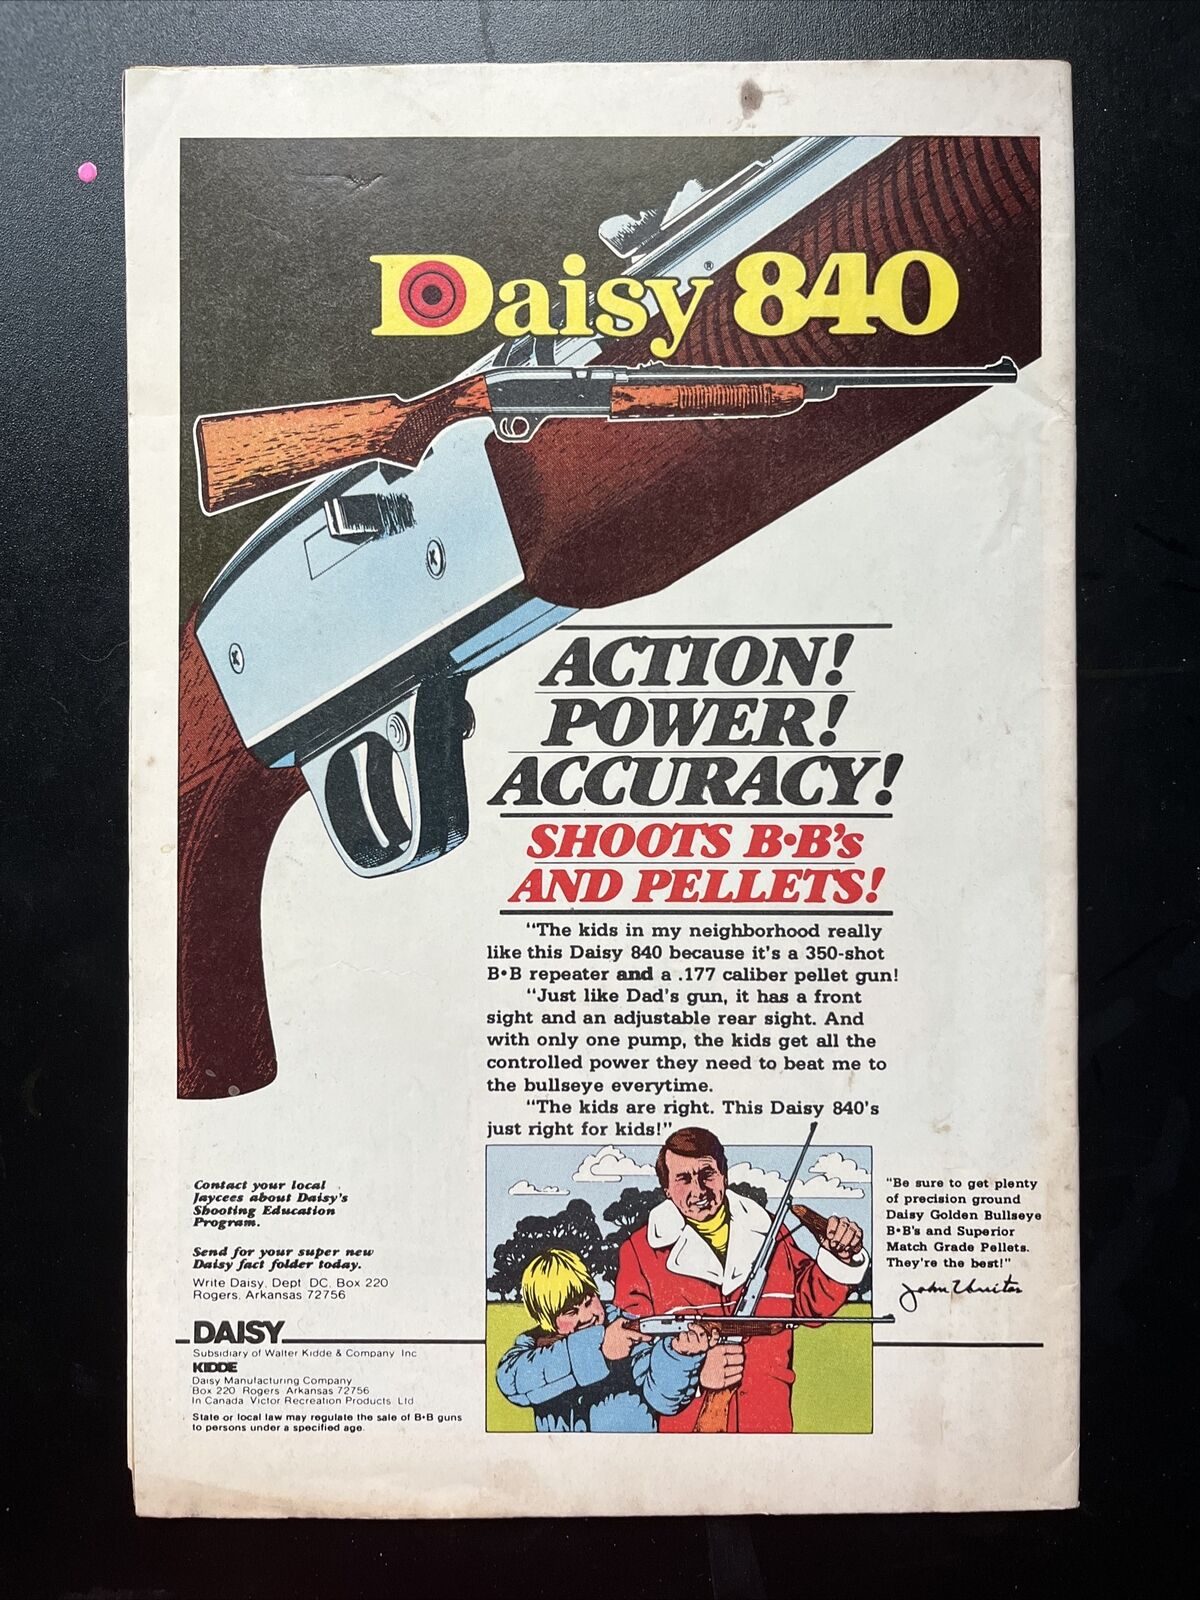 Daisy® 840
ACTION!
POWER!
ACCURACY!
SHOOTS B•B's
AND PELLETS!
"The kids in my neighborhood really
like this Daisy 840 because it's a 350-shot
B•B repeater and a .177 caliber pellet gun!
"Just like Dad's gun, it has a front
sight and an adjustable rear sight. And
with only one pump, the kids get all the
controlled power they need to beat me to
the bullseye everytime.
"The kids are right. This Daisy 840's
just right for kids!"
"Be sure to get plenty
of precision ground
Daisy Golden Bullseye
B•B's and Superior
Match Grade Pellets.
They're the best!"
John Unitas
Contact your local
Jaycees about Daisy's
Shooting Education
Program.
Send for your super new
Daisy fact folder today.
Write Daisy, Dept DC, Box 220
Rogers, Arkansas 72756
DAISY
Subsidiary of Walter Kidde & Company Inc
KIDDE
Daisy Manufacturing Company
Box 220 Rogers Arkansas 72756
In Canada Victor Recreation Products Ltd
State or local law may regulate the sale of B•B guns
to persons under a specified age.